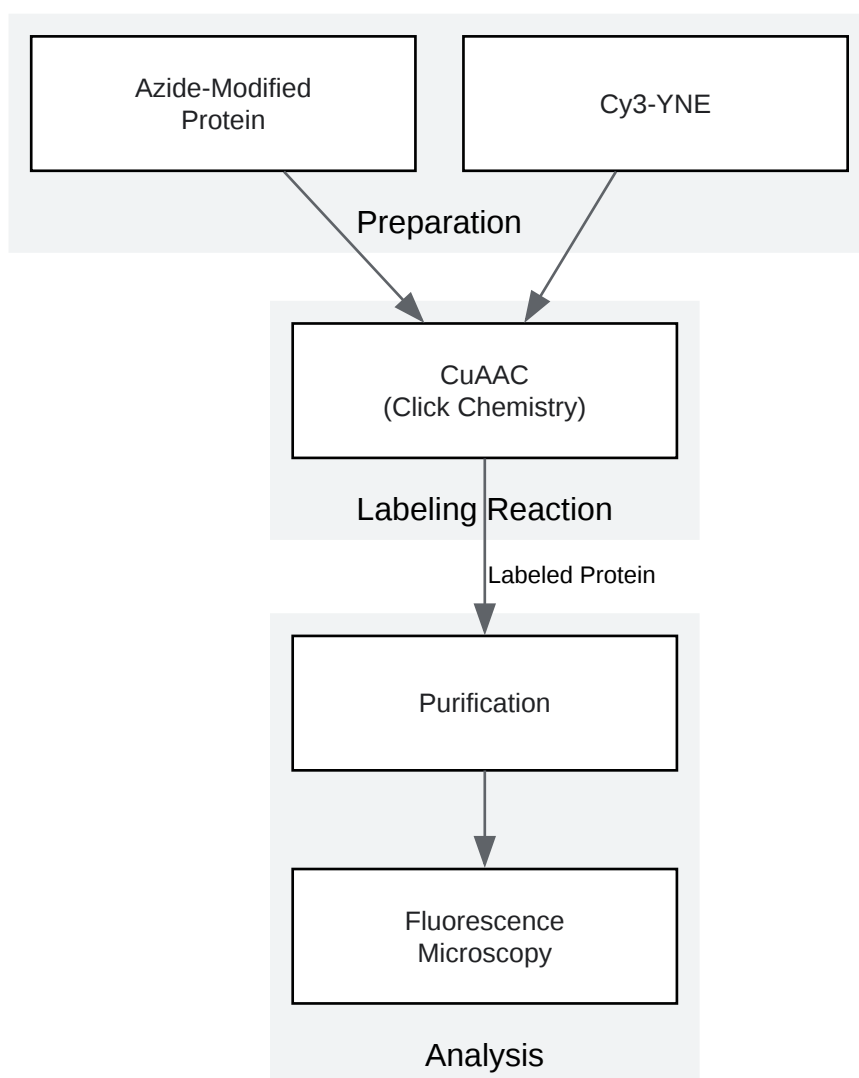 Azide-Modified
Protein
Cy3-YNE
Preparation
CuAAC
(Click Chemistry)
Labeling Reaction
Labeled Protein
Purification
Fluorescence
Microscopy
Analysis